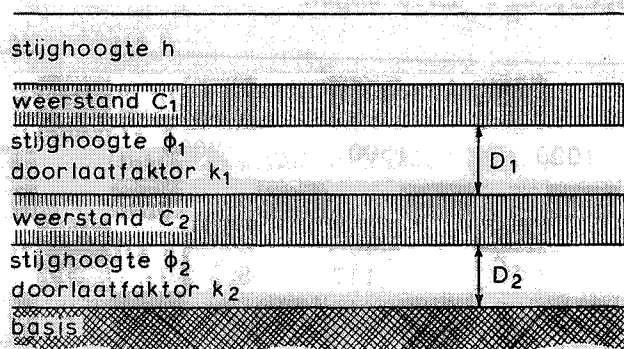 stijghoogte h
weerstand C₁
stijghoogte ϕ₁
doorlaatfaktor k₁
D₁
weerstand C₂
stijghoogte ϕ₂
doorlaatfaktor k₂
D₂
basis